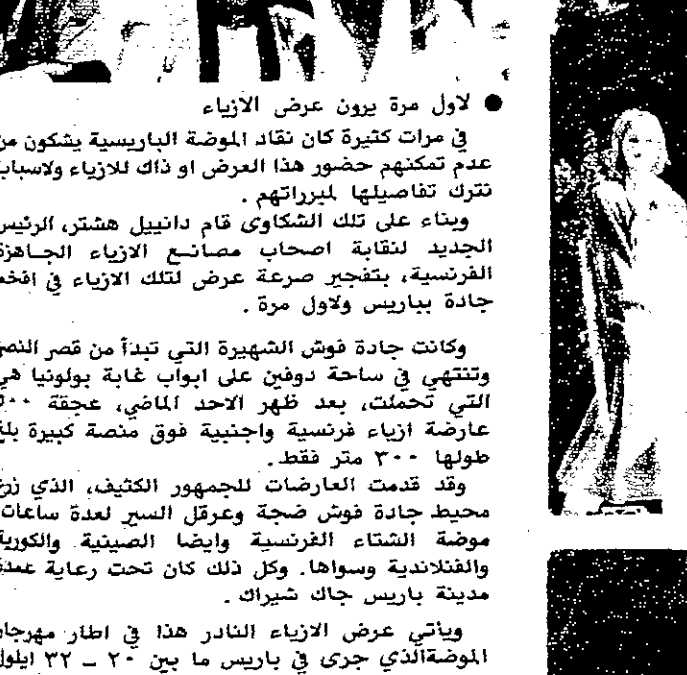 ● لاول مرة يرون عرض الازياء
في مرات كثيرة كان نقاد الموضة الباريسية يشكون من
عدم تمكنهم حضور هذا العرض او ذاك للازياء ولاسباب
نترك تفاصيلها لمبرراتهم .
وبناء على تلك الشكاوى قام دانييل هشتر، الرئيس
الجديد لنقابة اصحاب مصانع الازياء الجاهزة
الفرنسية، بتفجير صرعة عرض لتلك الازياء في افخم
جادة بباريس ولاول مرة .
وكانت جادة فوش الشهيرة التي تبدأ من قصر النصر
وتنتهي في ساحة دوفين على ابواب غابة بولونيا هي
التي تحملت، بعد ظهر الاحد الماضي، عجقة
عارضة ازياء فرنسية واجنبية فوق منصة كبيرة بلغ
طولها ٣٠٠ متر فقط.
وقد قدمت العارضات للجمهور الكثيف، الذي زرع
محيط جادة فوش ضجة وعرقل السير لعدة ساعات
موضة الشتاء الفرنسية وايضا الصينية والكورية
والفنلاندية وسواها. وكل ذلك كان تحت رعاية عمدة
مدينة باريس جاك شيراك .
ويأتي عرض الازياء النادر هذا في اطار مهرجان
الموضةالذي جرى في باريس ما بين ٢٠ - ٣٢ ايلول